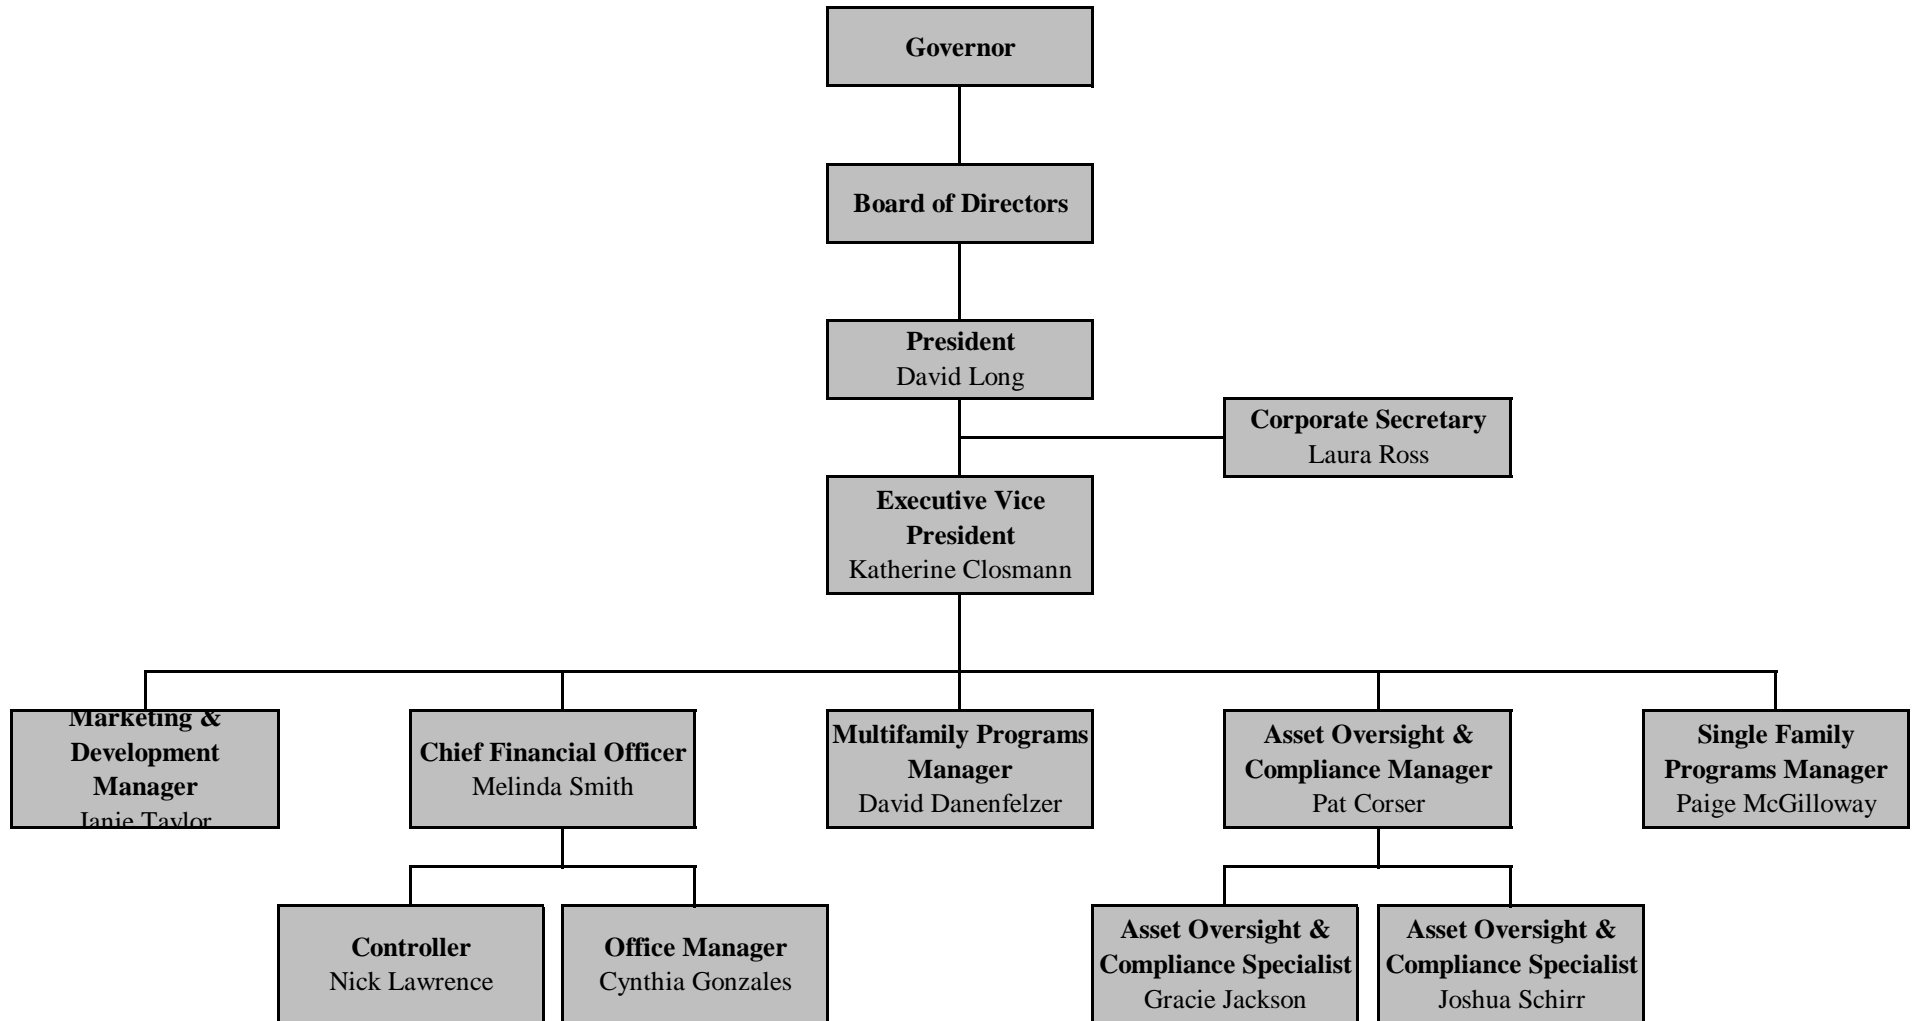 Governor
Board of Directors
President
David Long
Corporate Secretary
Laura Ross
Executive Vice
President
Katherine Closmann
Marketing &
Development
Manager
Janie Taylor
Chief Financial Officer
Melinda Smith
Multifamily Programs
Manager
David Danenfelzer
Asset Oversight &
Compliance Manager
Pat Corser
Single Family
Programs Manager
Paige McGilloway
Controller
Nick Lawrence
Office Manager
Cynthia Gonzales
Asset Oversight &
Compliance Specialist
Gracie Jackson
Asset Oversight &
Compliance Specialist
Joshua Schirr